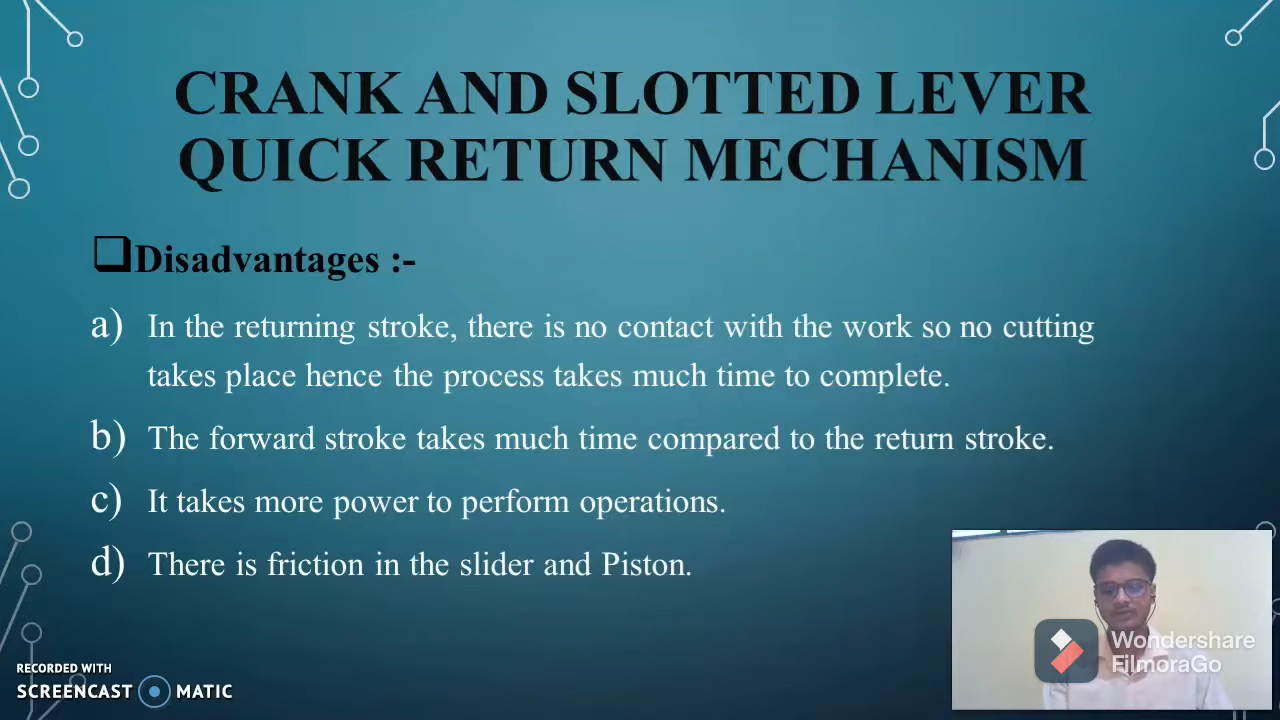 CRANK AND SLOTTED LEVER
QUICK RETURN MECHANISM
Disadvantages :-
a) In the returning stroke, there is no contact with the work so no cutting
takes place hence the process takes much time to complete.
b) The forward stroke takes much time compared to the return stroke.
c) It takes more power to perform operations.
d) There is friction in the slider and Piston.
RECORDED WITH
SCREENCAST MATIC
Wondershare
FilmoraGo